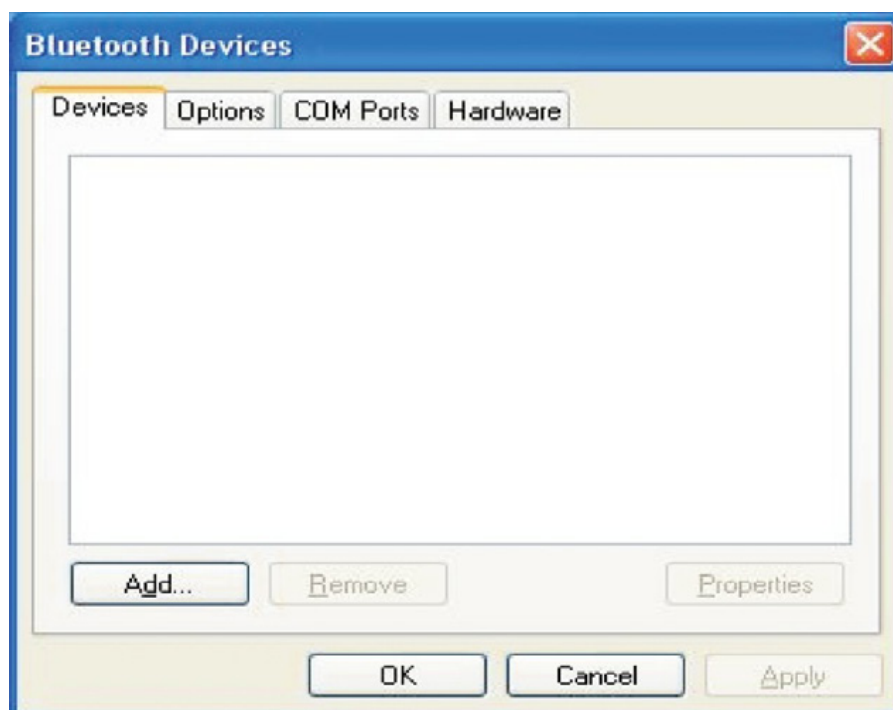 Bluetooth Devices
Devices Options COM Ports Hardware
Add... Remove Properties
OK Cancel Apply